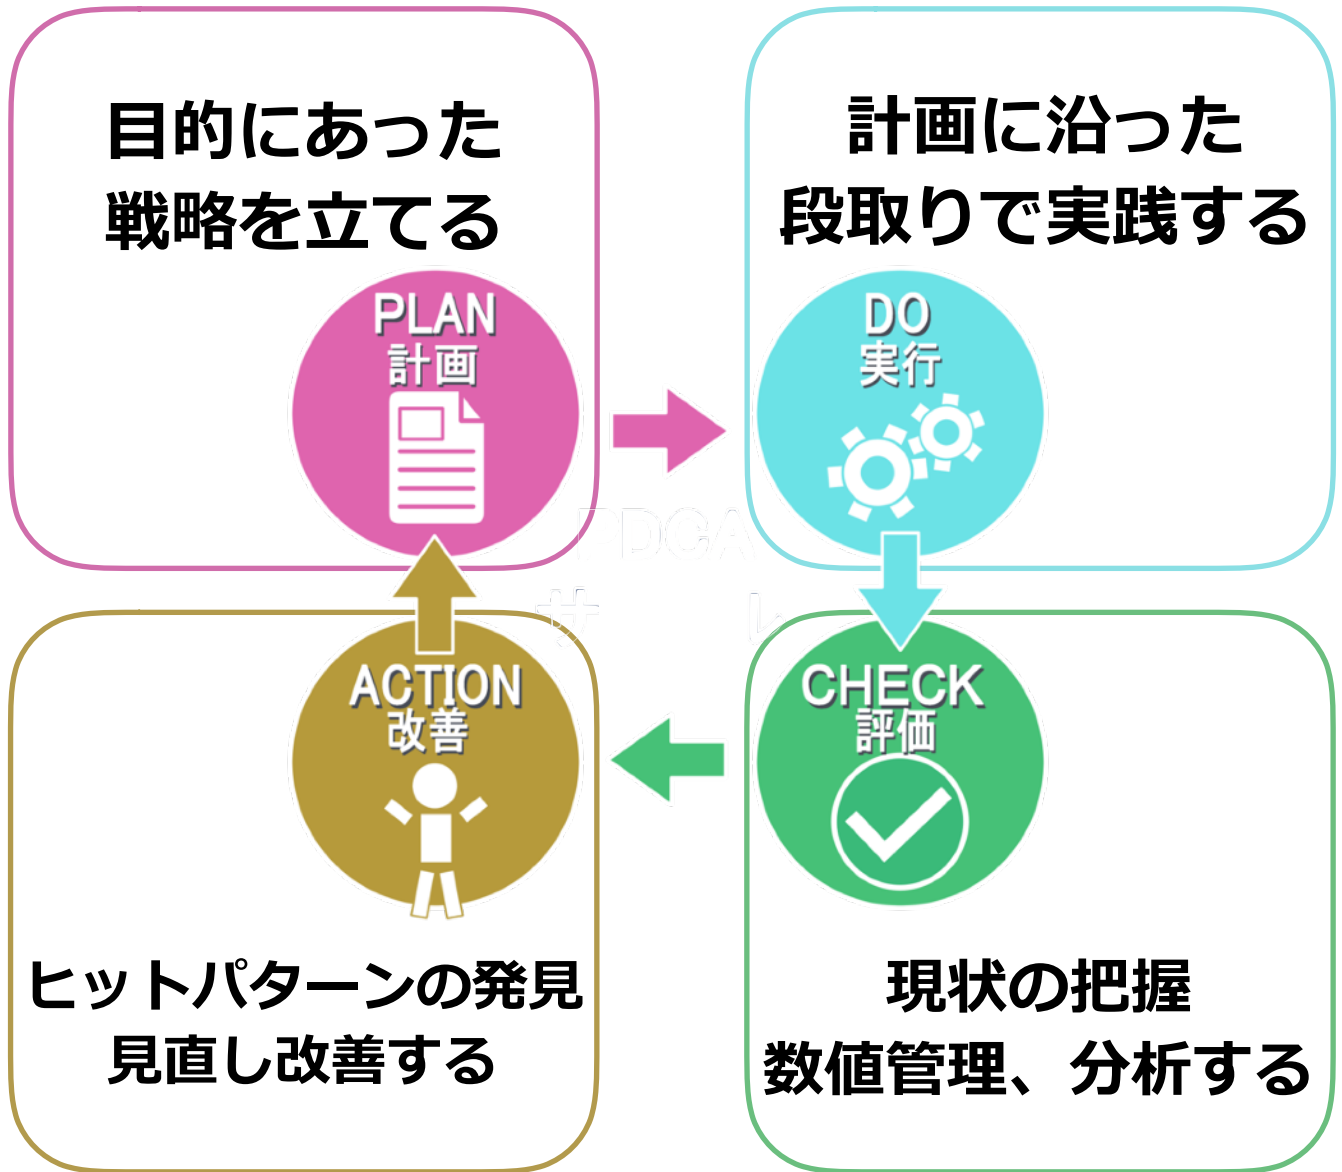 目的にあった
戦略を立てる
PLAN
計画
計画に沿った
段取りで実践する
DO
実行
PDCA
ACTION
改善
ヒットパターンの発見
見直し改善する
CHECK
評価
現状の把握
数値管理、分析する